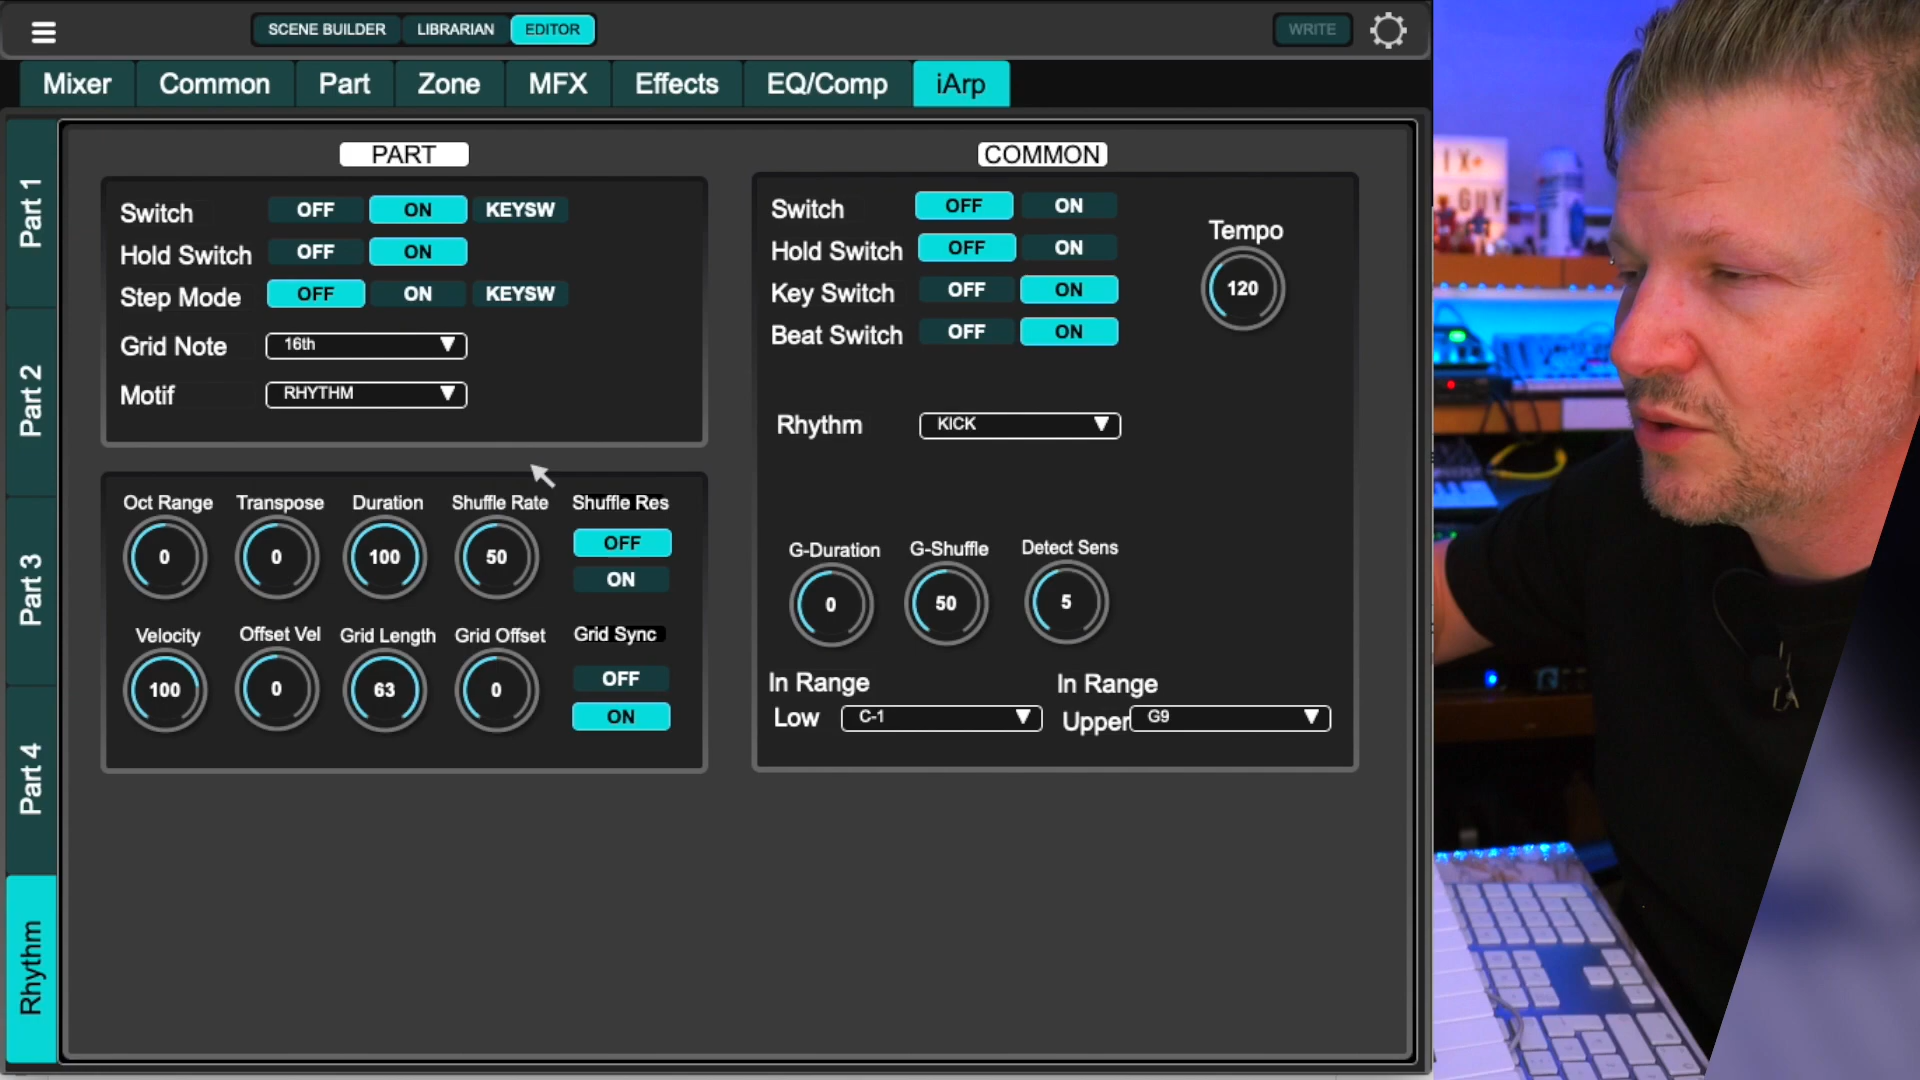 SCENE BUILDER LIBRARIAN EDITOR WRITE
Mixer Common Part Zone MFX Effects EQ/Comp iArp
Part 1
Part 2
Part 3
Part 4
Rhythm
PART
Switch OFF ON KEYSW
Hold Switch OFF ON
Step Mode OFF ON KEYSW
Grid Note 16th
Motif RHYTHM
Oct Range Transpose Duration Shuffle Rate Shuffle Res
0 0 100 50 OFF
ON
Velocity Offset Vel Grid Length Grid Offset Grid Sync
100 0 63 0 OFF
ON
COMMON
Switch OFF ON
Hold Switch OFF ON
Key Switch OFF ON
Beat Switch OFF ON
Tempo
120
Rhythm KICK
G-Duration G-Shuffle Detect Sens
0 50 5
In Range In Range
Low C-1 Upper G9
GUY